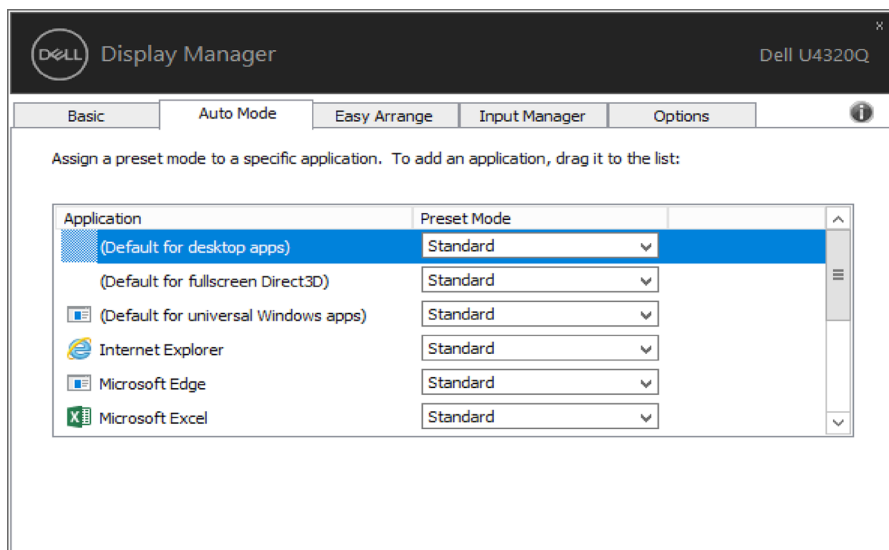 x
DELL Display Manager Dell U4320Q
Basic Auto Mode Easy Arrange Input Manager Options i
Assign a preset mode to a specific application. To add an application, drag it to the list:
Application Preset Mode
(Default for desktop apps) Standard
(Default for fullscreen Direct3D) Standard
(Default for universal Windows apps) Standard
Internet Explorer Standard
Microsoft Edge Standard
Microsoft Excel Standard